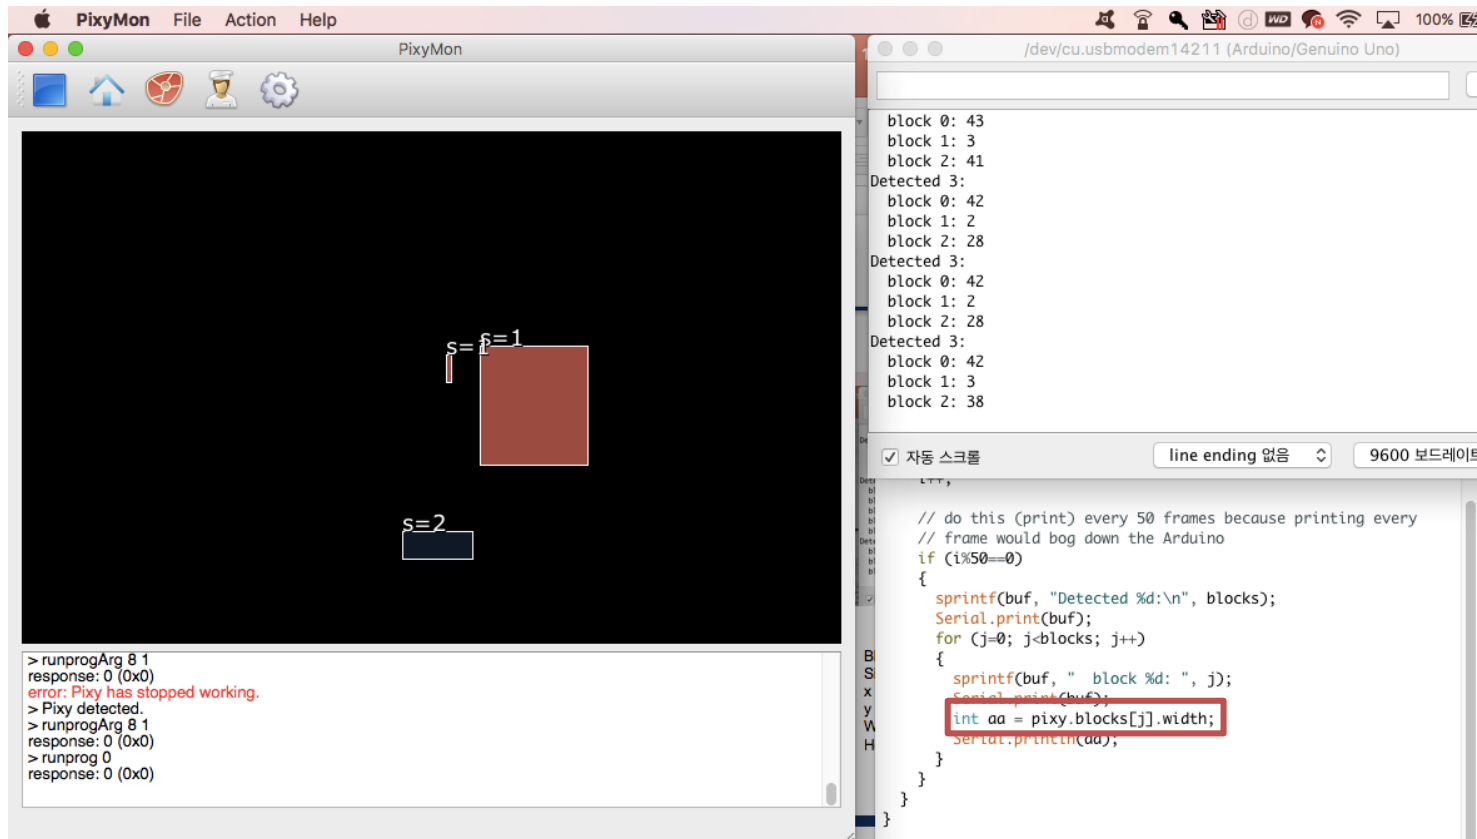 PixyMon File Action Help
100%
PixyMon
s=1
s=1
s=2
> runprogArg 8 1
response: 0 (0x0)
error: Pixy has stopped working.
> Pixy detected.
> runprogArg 8 1
response: 0 (0x0)
> runprog 0
response: 0 (0x0)
/dev/cu.usbmodem14211 (Arduino/Genuino Uno)
block 0: 43
block 1: 3
block 2: 41
Detected 3:
block 0: 42
block 1: 2
block 2: 28
Detected 3:
block 0: 42
block 1: 2
block 2: 28
Detected 3:
block 0: 42
block 1: 3
block 2: 38
자동 스크롤
line ending 없음
9600 보드레이트
i++;
// do this (print) every 50 frames because printing every
// frame would bog down the Arduino
if (i%50==0)
{
sprintf(buf, "Detected %d:\n", blocks);
Serial.print(buf);
for (j=0; j<blocks; j++)
{
sprintf(buf, "  block %d: ", j);
Serial.print(buf);
int aa = pixy.blocks[j].width;
Serial.println(aa);
}
}
}
}